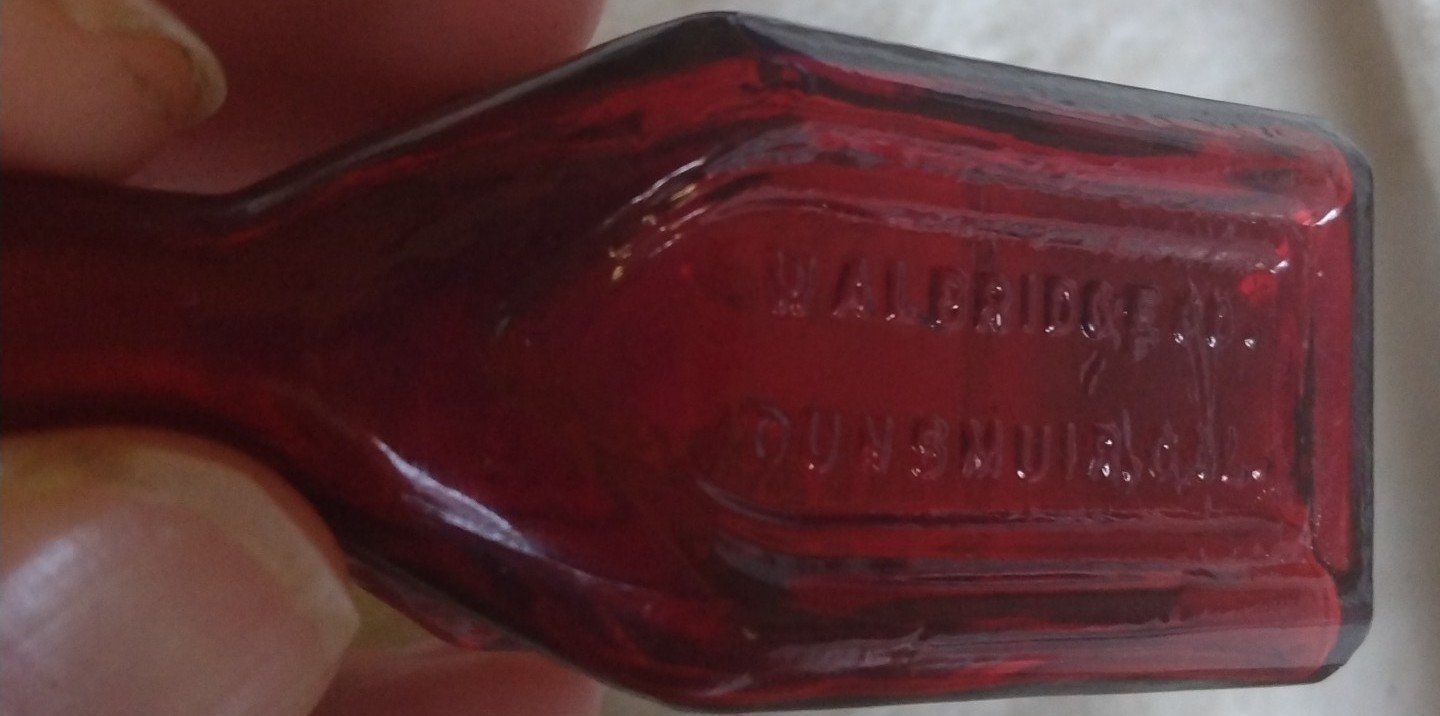 WALBRIDGE CO.
DUNSMUIR, CAL.